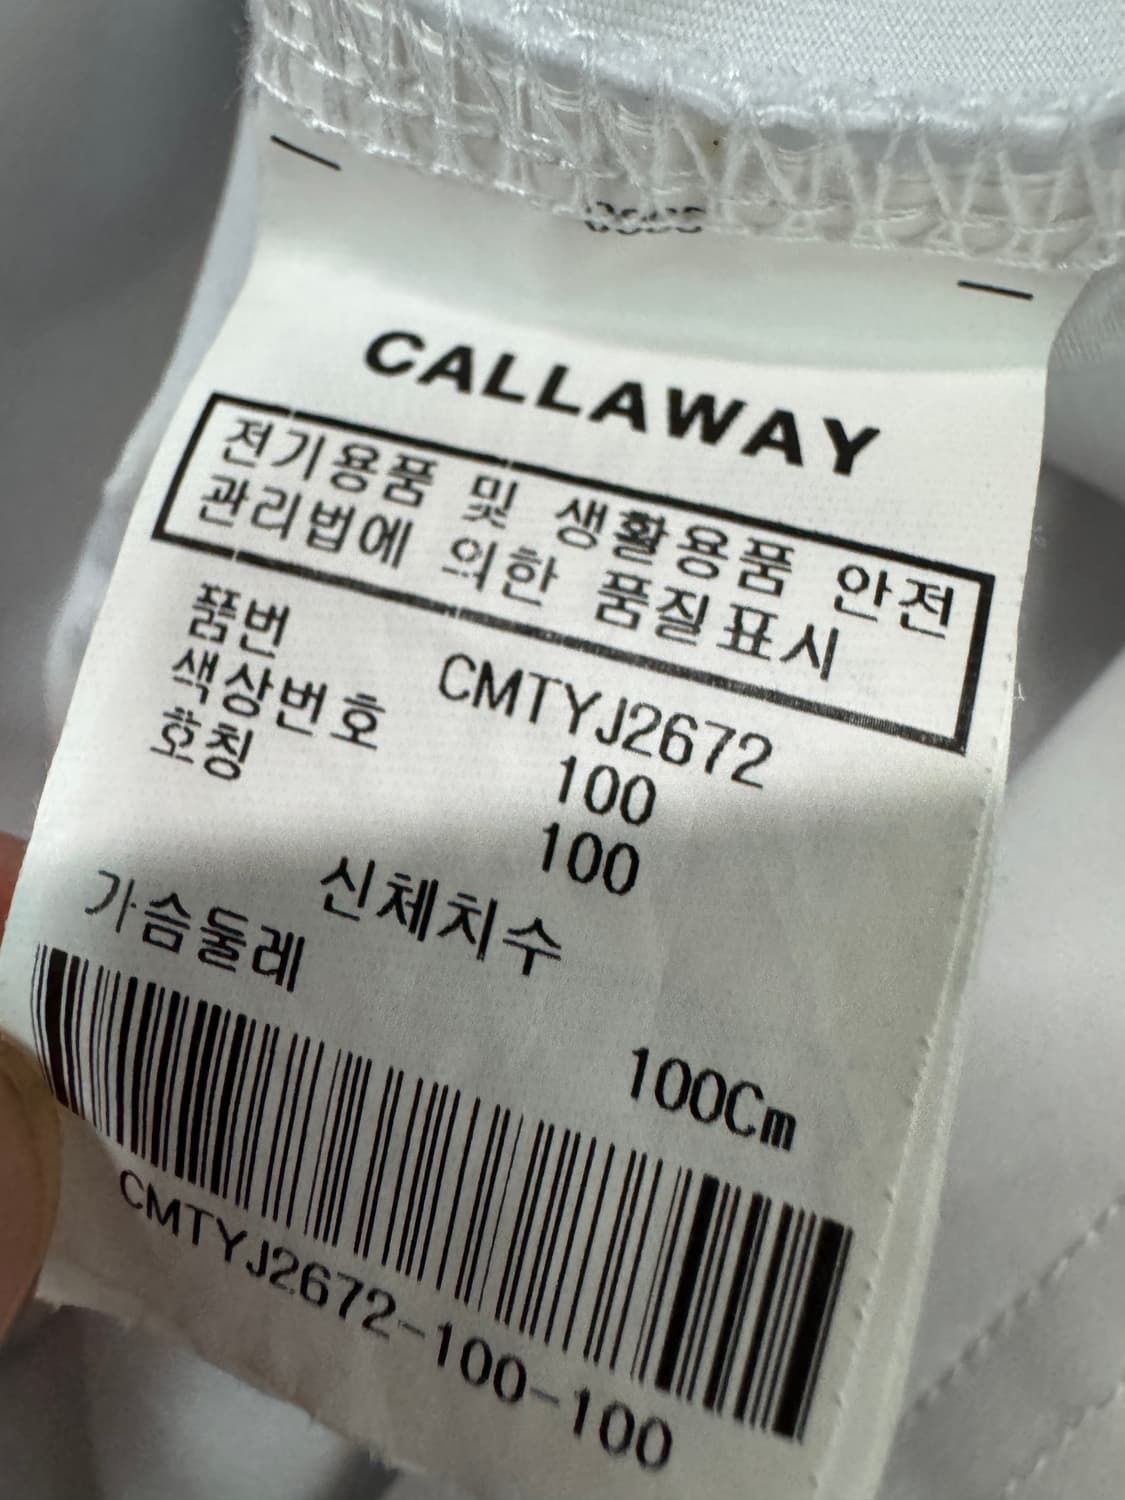 CALLAWAY
전기용품 및 생활용품 안전
관리법에 의한 품질표시
품번 CMTYJ2672
색상번호 100
호칭 100
신체치수
가슴둘레 100Cm
CMTYJ2672-100-100